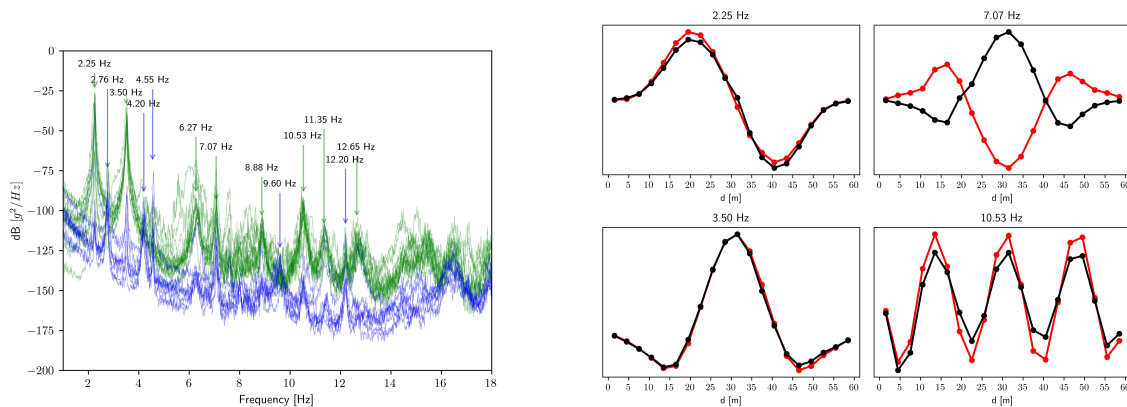 0
−25
−50
−75
−100
−125
−150
−175
−200
dB [g²/Hz]
2.25 Hz
2.76 Hz
3.50 Hz
4.20 Hz
4.55 Hz
6.27 Hz
7.07 Hz
8.88 Hz
9.60 Hz
10.53 Hz
11.35 Hz
12.20 Hz
12.65 Hz
2 4 6 8 10 12 14 16 18
Frequency [Hz]
2.25 Hz
0 5 10 15 20 25 30 35 40 45 50 55 60
d [m]
7.07 Hz
0 5 10 15 20 25 30 35 40 45 50 55 60
d [m]
3.50 Hz
0 5 10 15 20 25 30 35 40 45 50 55 60
d [m]
10.53 Hz
0 5 10 15 20 25 30 35 40 45 50 55 60
d [m]